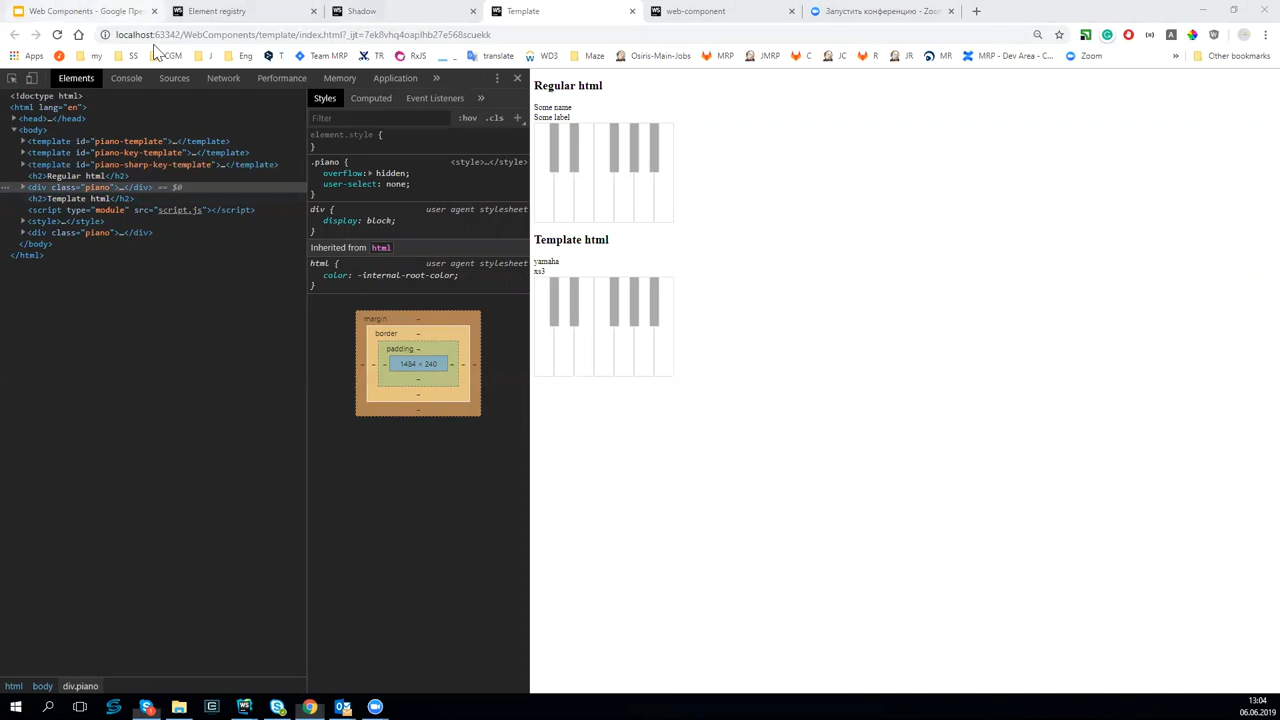 Web Components - Google През
Element registry
Shadow
Template
web-component
Запустить конференцию - Zoo
localhost:63342/WebComponents/template/index.html?_ijt=7ek8vhq4oaplhb27e568scuekk
Apps
my
SS
CGM
J
Eng
T
Team MRP
TR
RxJS
_
translate
WD3
Maze
Osiris-Main-Jobs
MRP
JMRP
C
JC
R
JR
MR
MRP - Dev Area - C...
Zoom
»
Other bookmarks
Elements
Console
Sources
Network
Performance
Memory
Application
»
<!doctype html>
<html lang="en">
<head>…</head>
<body>
<template id="piano-template">…</template>
<template id="piano-key-template">…</template>
<template id="piano-sharp-key-template">…</template>
<h2>Regular html</h2>
<div class="piano">…</div> == $0
<h2>Template html</h2>
<script type="module" src="script.js"></script>
<style>…</style>
<div class="piano">…</div>
</body>
</html>
html
body
div.piano
Styles
Computed
Event Listeners
»
Filter
:hov
.cls
+
element.style {
}
.piano {
<style>…</style>
overflow: hidden;
user-select: none;
}
div {
user agent stylesheet
display: block;
}
Inherited from html
html {
user agent stylesheet
color: -internal-root-color;
}
margin
–
border
–
padding
–
1484 × 240
Regular html
Some name
Some label
Template html
yamaha
xs3
13:04
06.06.2019